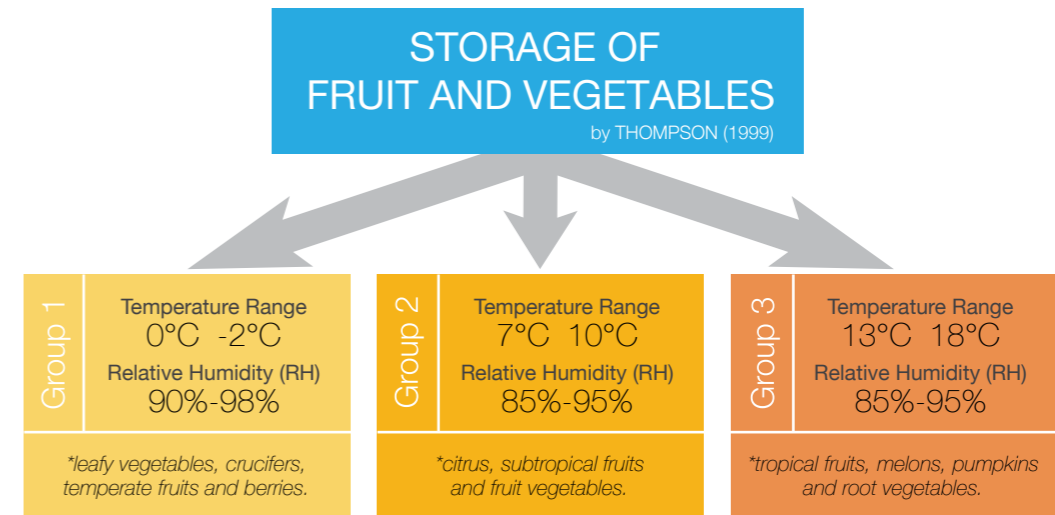 STORAGE OF
FRUIT AND VEGETABLES
by THOMPSON (1999)
Group 1
Temperature Range
0°C -2°C
Relative Humidity (RH)
90%-98%
*leafy vegetables, crucifers,
temperate fruits and berries.
Group 2
Temperature Range
7°C 10°C
Relative Humidity (RH)
85%-95%
*citrus, subtropical fruits
and fruit vegetables.
Group 3
Temperature Range
13°C 18°C
Relative Humidity (RH)
85%-95%
*tropical fruits, melons, pumpkins
and root vegetables.